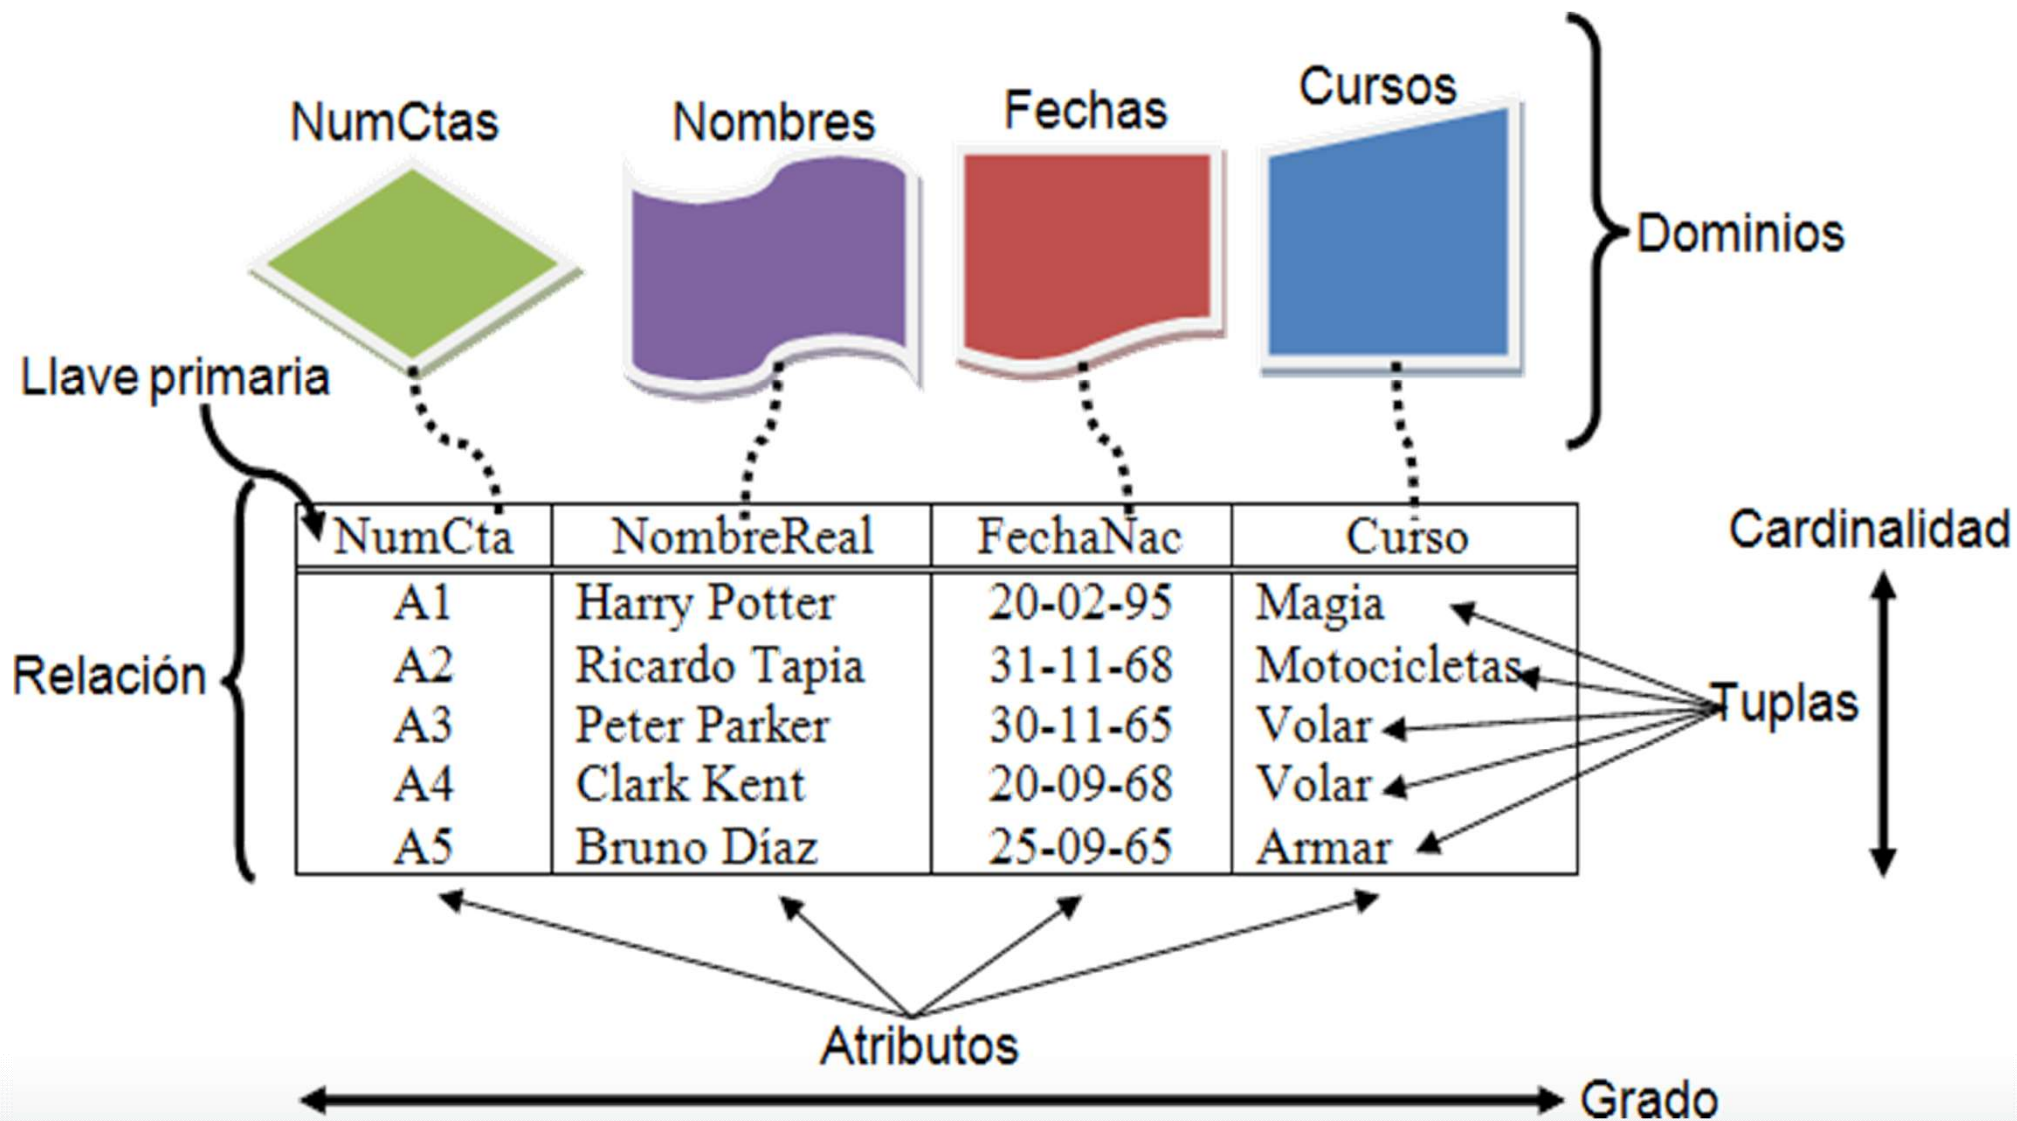 NumCtas
Nombres
Fechas
Cursos
Dominios
Llave primaria
NumCta NombreReal FechaNac Curso
Cardinalidad
A1 Harry Potter 20-02-95 Magia
A2 Ricardo Tapia 31-11-68 Motocicletas
Relación
Tuplas
A3 Peter Parker 30-11-65 Volar
A4 Clark Kent 20-09-68 Volar
A5 Bruno Díaz 25-09-65 Armar
Atributos
Grado